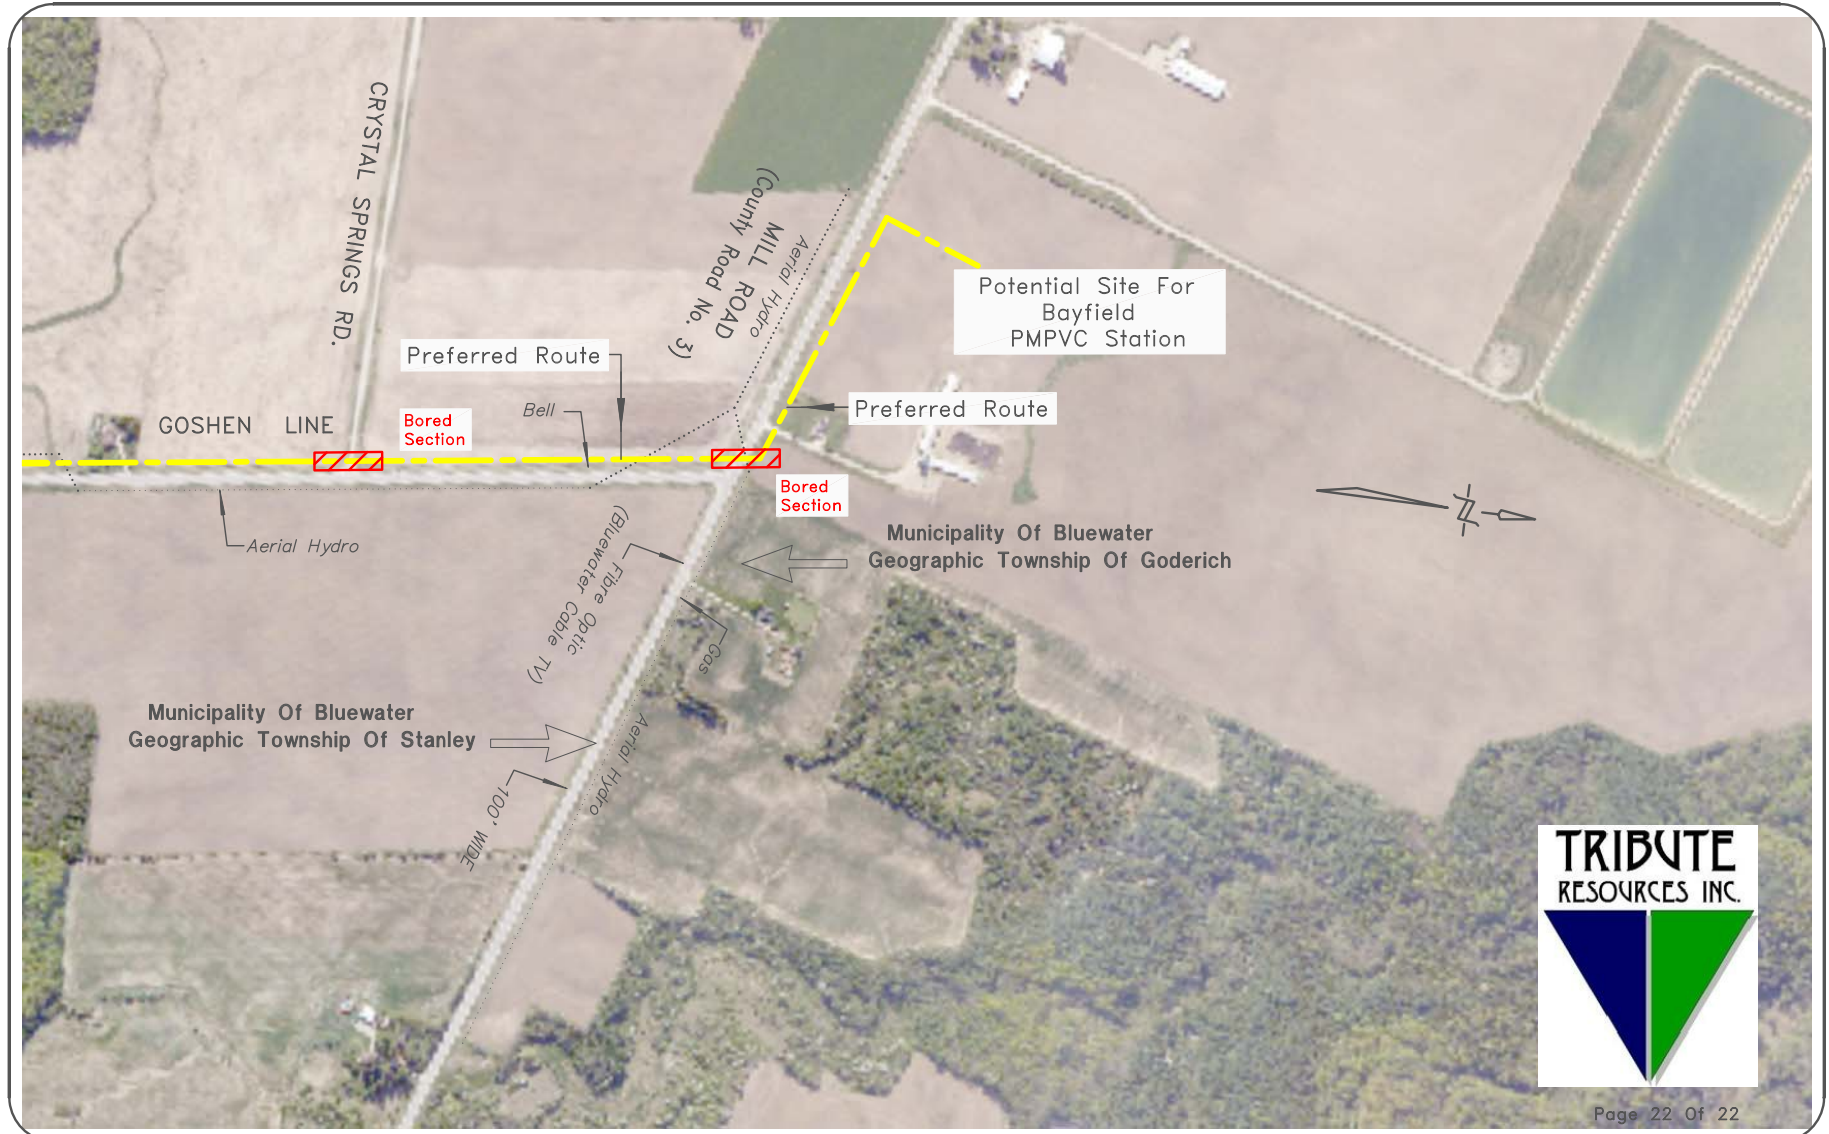 CRYSTAL SPRINGS RD.
MILL ROAD
(County Road No. 3)
Aerial Hydro
Potential Site For
Bayfield
PMPVC Station
Preferred Route
Preferred Route
Bell
GOSHEN LINE
Bored
Section
Bored
Section
Aerial Hydro
Municipality Of Bluewater
Geographic Township Of Goderich
Fibre Optic
(Bluewater Cable TV)
Gas
Municipality Of Bluewater
Geographic Township Of Stanley
Aerial Hydro
100' WIDE
N
TRIBUTE
RESOURCES INC.
Page 22 Of 22